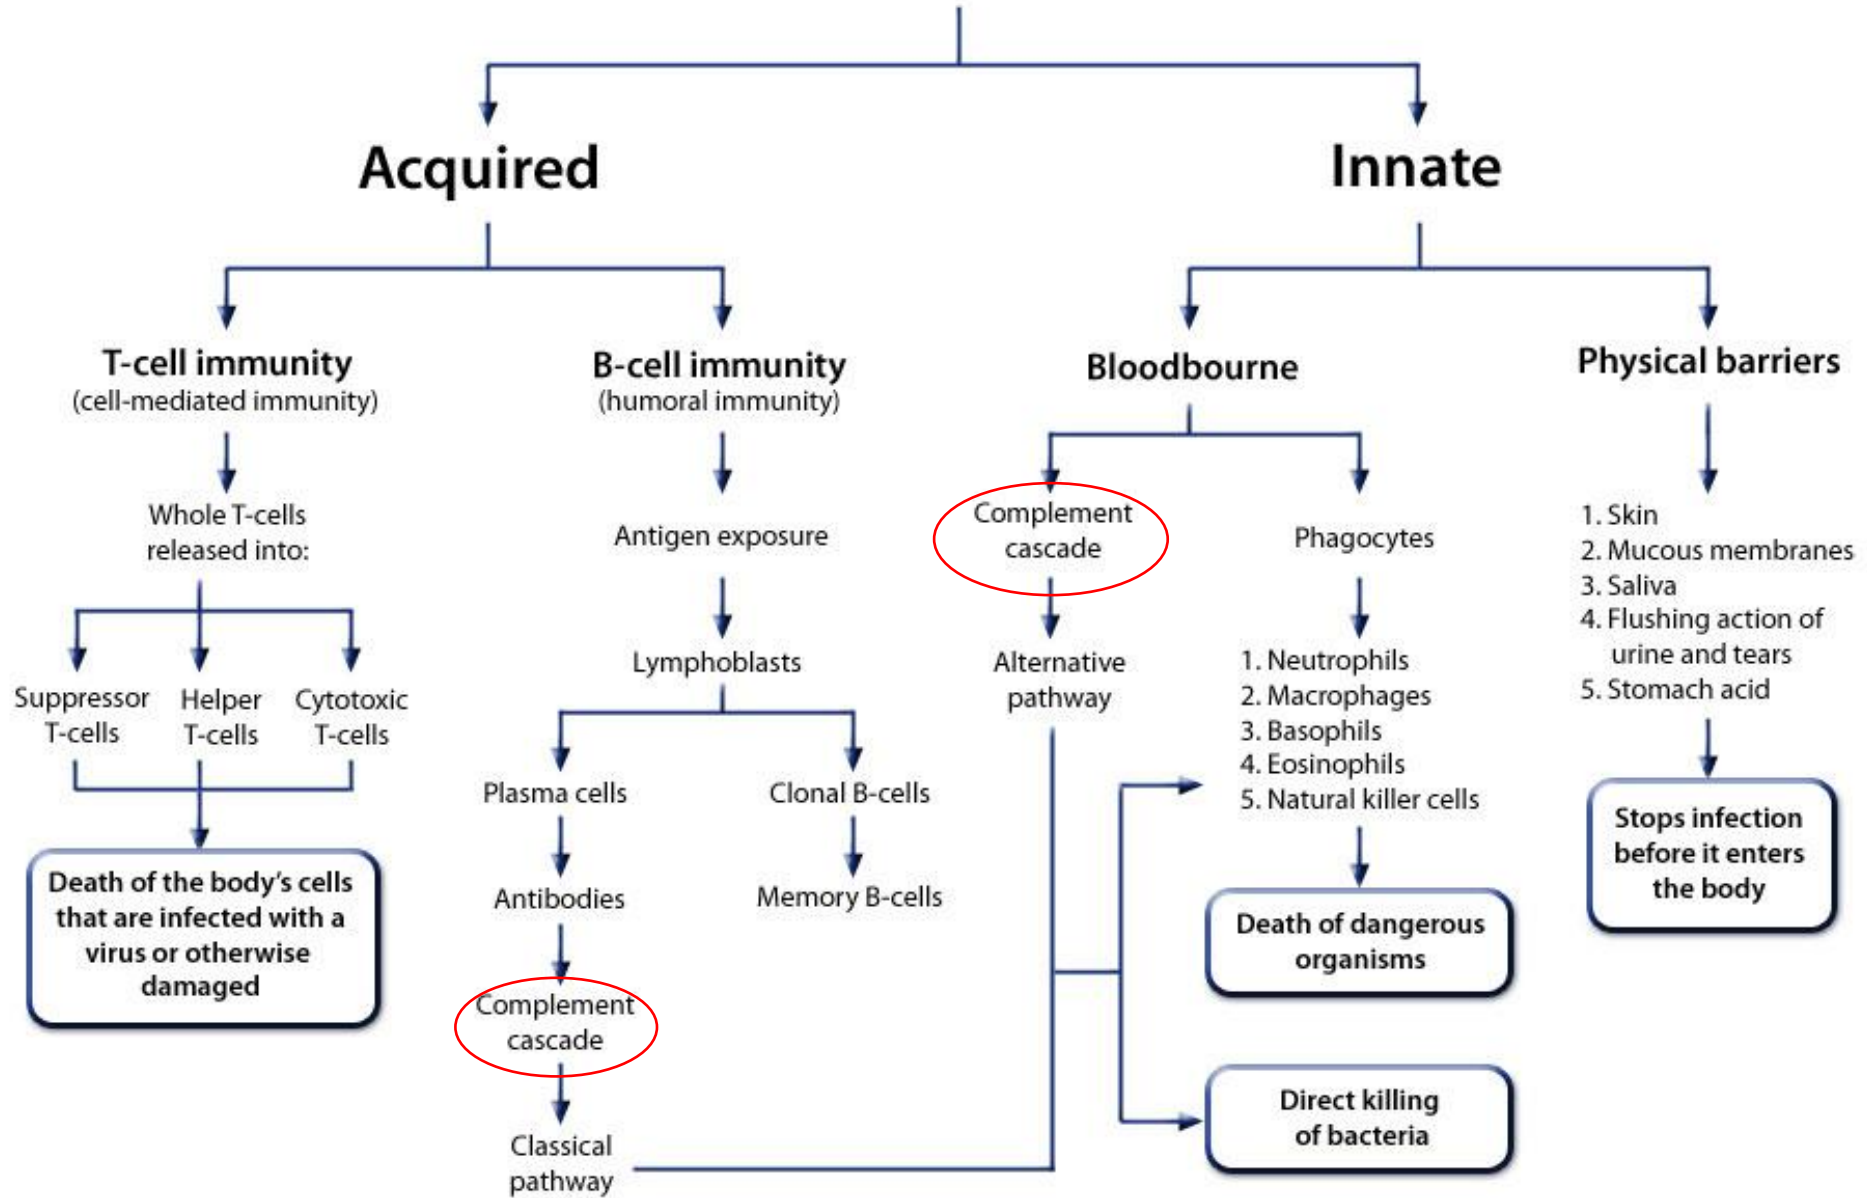 Acquired
Innate
T-cell immunity
(cell-mediated immunity)
B-cell immunity
(humoral immunity)
Bloodbourne
Physical barriers
Whole T-cells
released into:
Antigen exposure
Complement
cascade
Phagocytes
1. Skin
2. Mucous membranes
3. Saliva
4. Flushing action of
urine and tears
5. Stomach acid
Suppressor
T-cells
Helper
T-cells
Cytotoxic
T-cells
Lymphoblasts
Alternative
pathway
1. Neutrophils
2. Macrophages
3. Basophils
4. Eosinophils
5. Natural killer cells
Plasma cells
Clonal B-cells
Stops infection
before it enters
the body
Death of the body's cells
that are infected with a
virus or otherwise
damaged
Antibodies
Memory B-cells
Death of dangerous
organisms
Complement
cascade
Direct killing
of bacteria
Classical
pathway